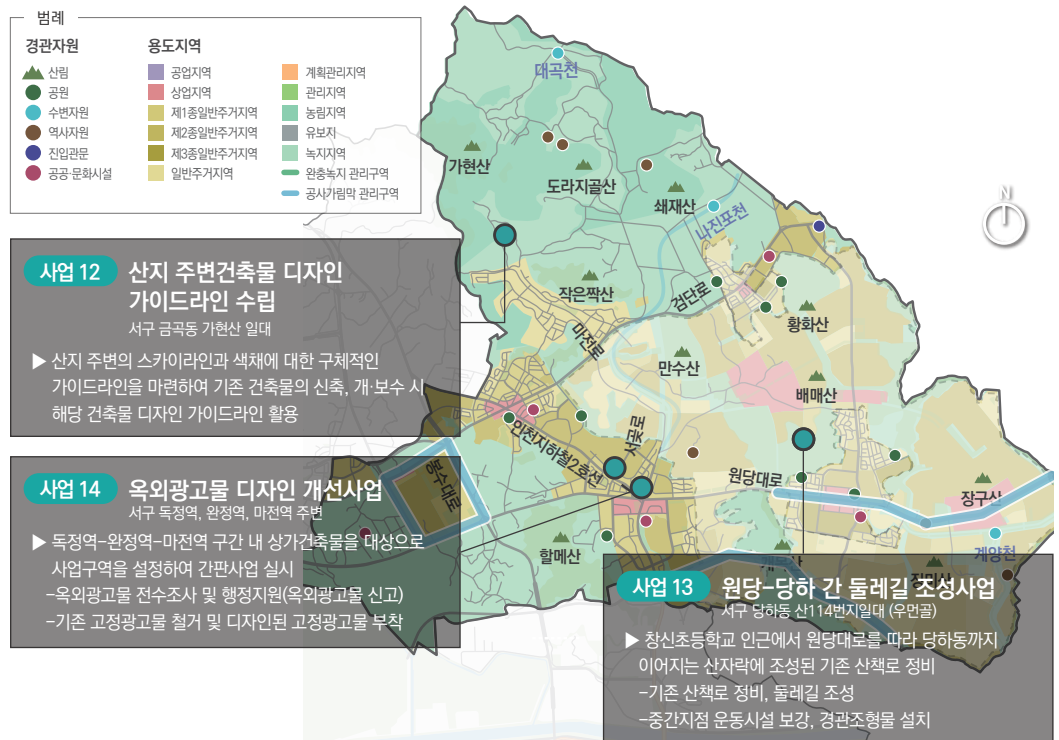 범례
경관자원
산림
공원
수변자원
역사자원
진입관문
공공·문화시설
용도지역
공업지역
상업지역
제1종일반주거지역
제2종일반주거지역
제3종일반주거지역
일반주거지역
계획관리지역
관리지역
농림지역
유보지
녹지지역
완충녹지 관리구역
공사가림막 관리구역
N
대곡천
가현산
도라지골산
쇄재산
나진포천
작은짝산
검단로
마전로
황화산
만수산
배매산
인천지하철2호선
서곶로
원당대로
장구산
봉수대로
할메산
계양천
사업 12 산지 주변건축물 디자인
가이드라인 수립
서구 금곡동 가현산 일대
▶ 산지 주변의 스카이라인과 색채에 대한 구체적인
가이드라인을 마련하여 기존 건축물의 신축, 개·보수 시
해당 건축물 디자인 가이드라인 활용
사업 14 옥외광고물 디자인 개선사업
서구 독정역, 완정역, 마전역 주변
▶ 독정역-완정역-마전역 구간 내 상가건축물을 대상으로
사업구역을 설정하여 간판사업 실시
-옥외광고물 전수조사 및 행정지원(옥외광고물 신고)
-기존 고정광고물 철거 및 디자인된 고정광고물 부착
사업 13 원당-당하 간 둘레길 조성사업
서구 당하동 산114번지일대 (우먼골)
▶ 창신초등학교 인근에서 원당대로를 따라 당하동까지
이어지는 산자락에 조성된 기존 산책로 정비
-기존 산책로 정비, 둘레길 조성
-중간지점 운동시설 보강, 경관조형물 설치